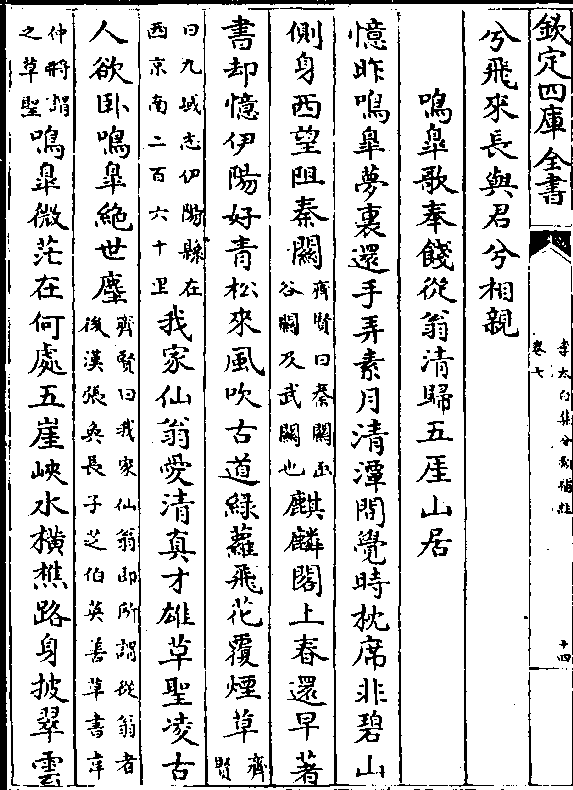 欽定四庫全書
李太白集分類補註
卷七
十四
兮飛來長與君兮相親
鳴臯歌奉餞從翁清歸五厓山居
憶昨鳴臯夢裏還手弄素月清潭間覺時枕席非碧山
側身西望阻秦關齊賢曰秦關函谷關及武關也麒麟閣上春還早著
書却憶伊陽好青松來風吹古道緑蘿飛花覆煙草齊賢
曰九域志伊陽縣在西京南二百六十里我家仙翁愛清真才雄草聖凌古
人欲卧鳴臯絶世塵齊賢曰我家仙翁即所謂從翁者後漢張奐長子芝伯英善草書韋
仲將謂之草聖鳴臯微茫在何處五崖峽水橫樵路身披翠雲